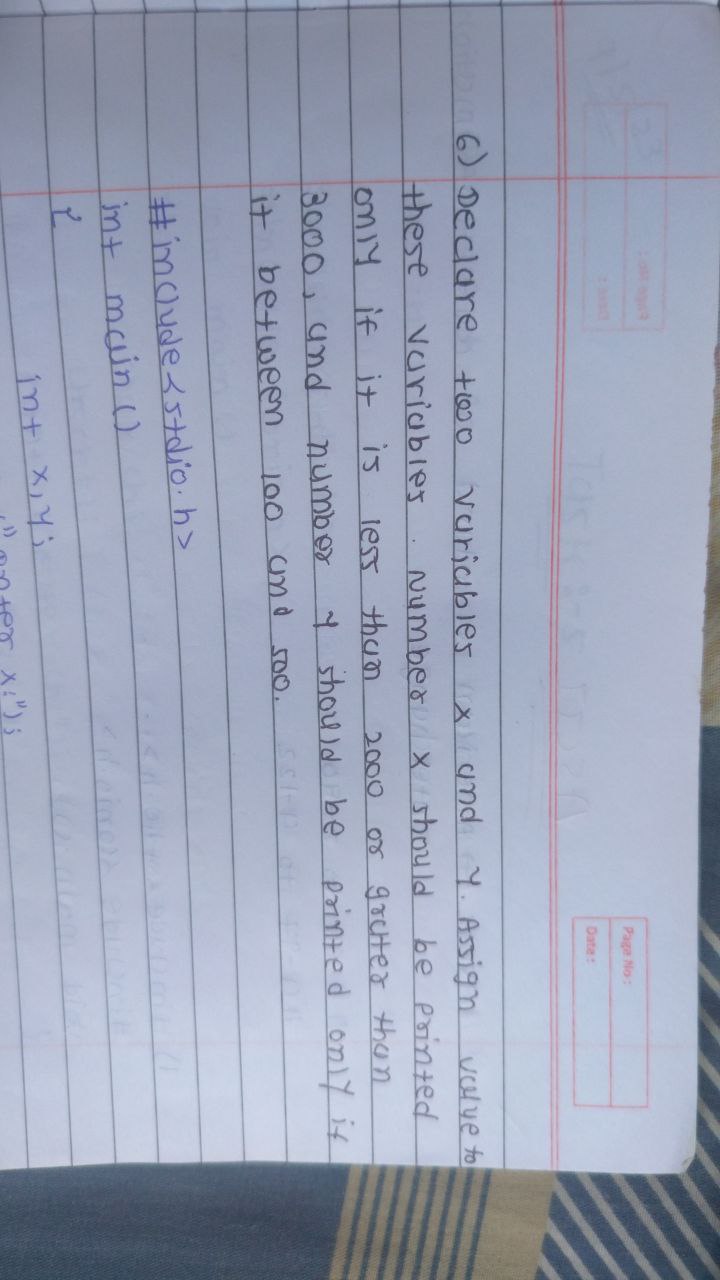 Page No:
Date:
6) Declare two variables x and y. Assign value to
these variables. Number x should be printed
only if it is less than 2000 or grater than
3000, and number y should be printed only if
it between 100 and 500.
#include<stdio.h>
int main()
{
int x,y;
"enter x:");